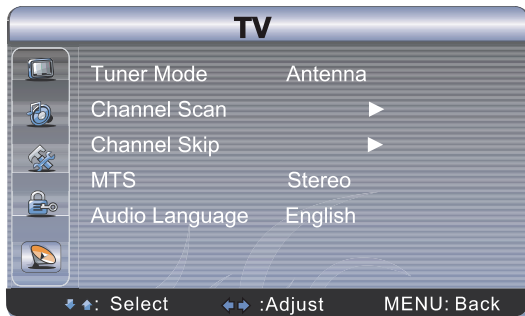 TV
Tuner Mode Antenna
Channel Scan ►
Channel Skip ►
MTS Stereo
Audio Language English
: Select :Adjust MENU: Back